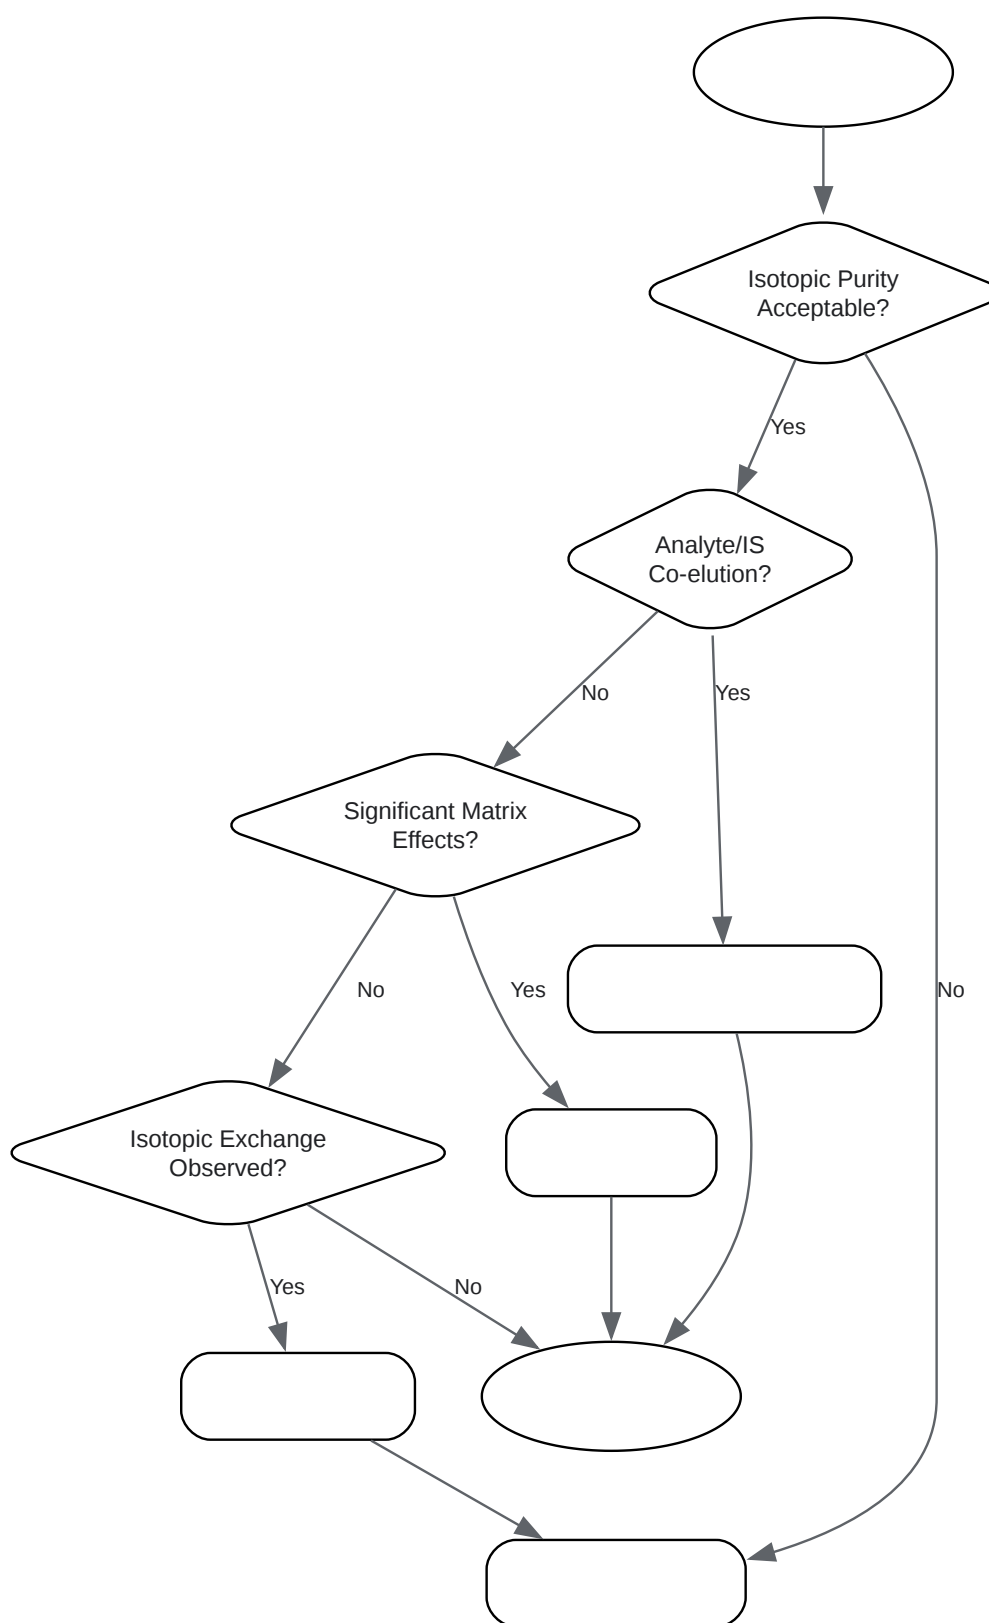 Isotopic Purity
Acceptable?
Yes
Analyte/IS
Co-elution?
No
Yes
Significant Matrix
Effects?
No
Yes
No
Isotopic Exchange
Observed?
Yes
No